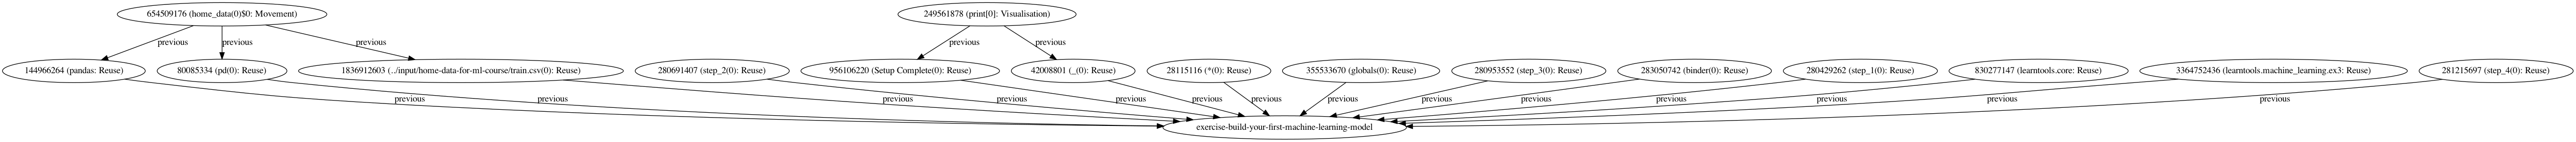 654509176 (home_data(0)$0: Movement)
249561878 (print[0]: Visualisation)
previous
previous
previous
previous
previous
144966264 (pandas: Reuse)
80085334 (pd(0): Reuse)
1836912603 (../input/home-data-for-ml-course/train.csv(0): Reuse)
280691407 (step_2(0): Reuse)
956106220 (Setup Complete(0): Reuse)
42008801 (_(0): Reuse)
28115116 (*(0): Reuse)
355533670 (globals(0): Reuse)
280953552 (step_3(0): Reuse)
283050742 (binder(0): Reuse)
280429262 (step_1(0): Reuse)
830277147 (learntools.core: Reuse)
3364752436 (learntools.machine_learning.ex3: Reuse)
281215697 (step_4(0): Reuse)
previous
previous
previous
previous
previous
previous
previous
previous
previous
previous
previous
previous
previous
previous
exercise-build-your-first-machine-learning-model